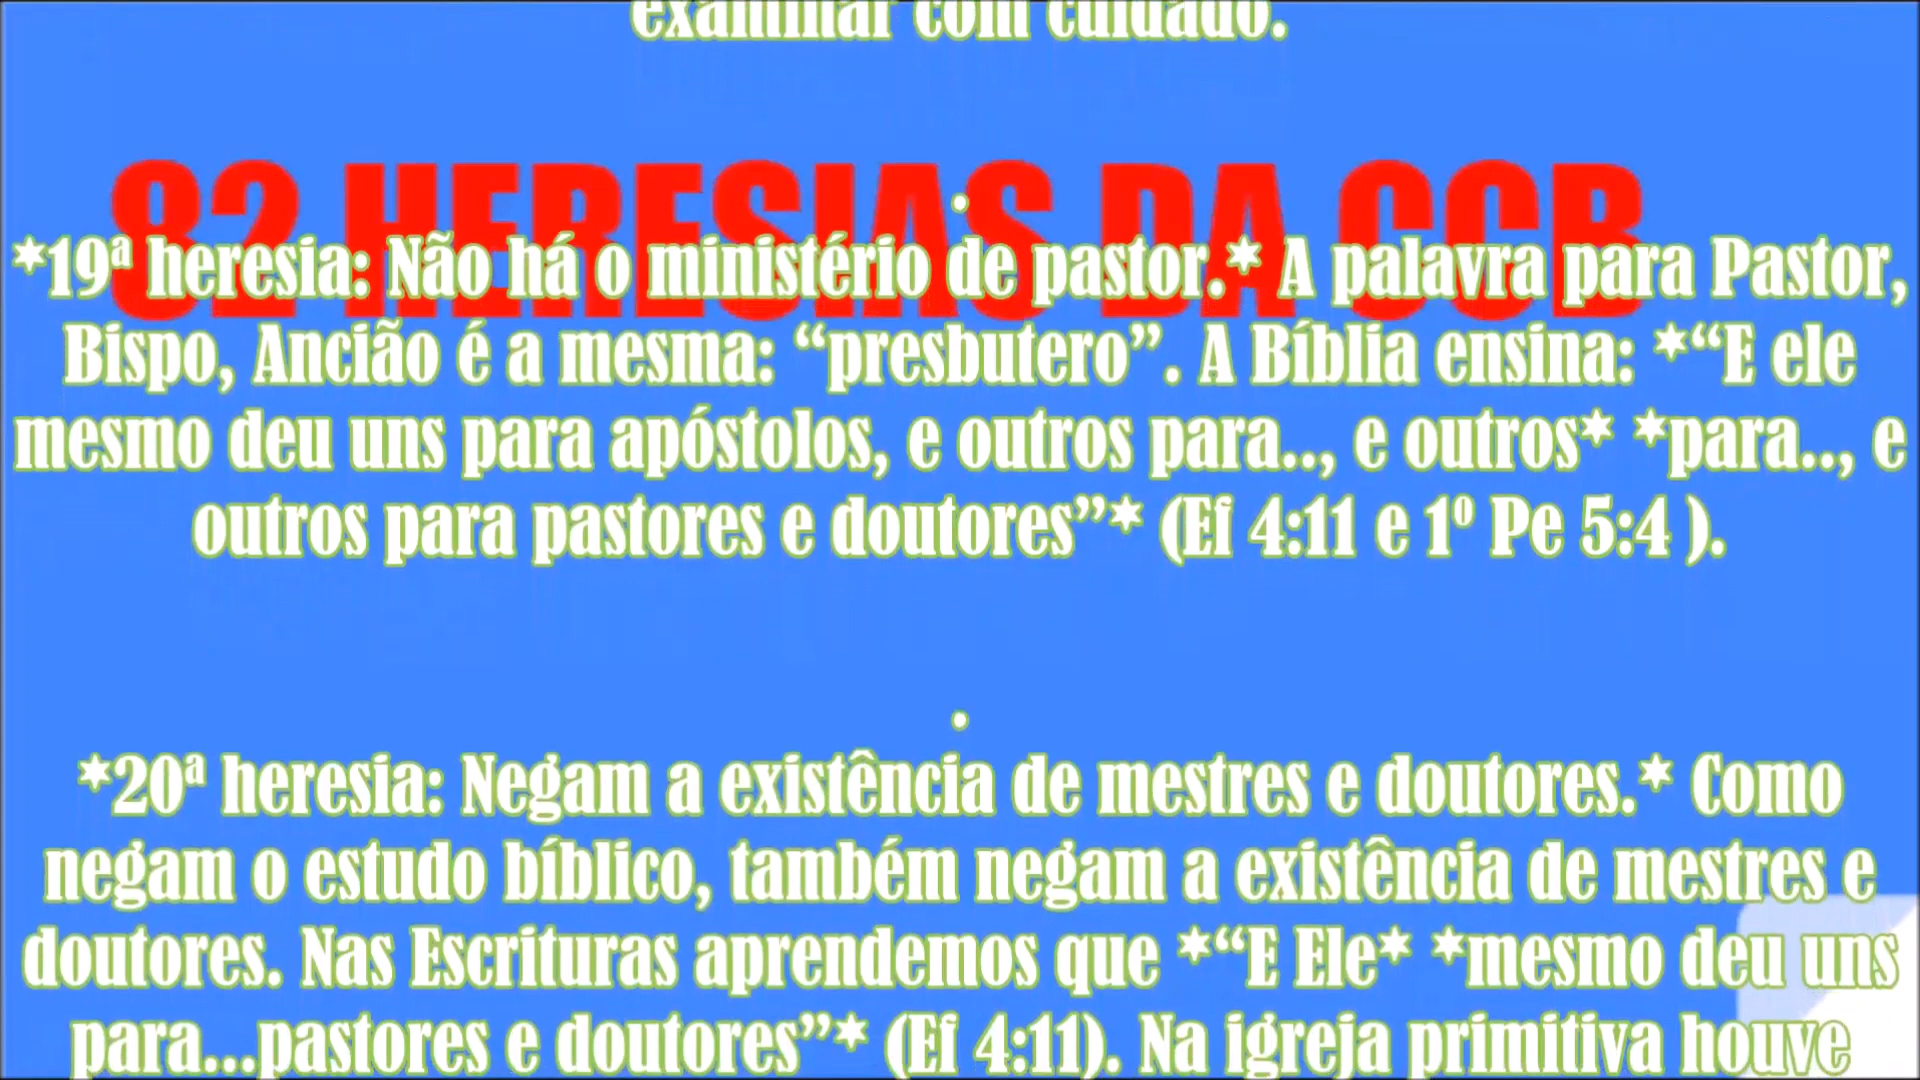 examinar com cuidado.
82 HERESIAS DA CCB
.
*19ª heresia: Não há o ministério de pastor.* A palavra para Pastor,
Bispo, Ancião é a mesma: “presbutero”. A Bíblia ensina: *“E ele
mesmo deu uns para apóstolos, e outros para.., e outros* *para.., e
outros para pastores e doutores”* (Ef 4:11 e 1º Pe 5:4 ).
.
*20ª heresia: Negam a existência de mestres e doutores.* Como
negam o estudo bíblico, também negam a existência de mestres e
doutores. Nas Escrituras aprendemos que *“E Ele* *mesmo deu uns
para...pastores e doutores”* (Ef 4:11). Na igreja primitiva houve